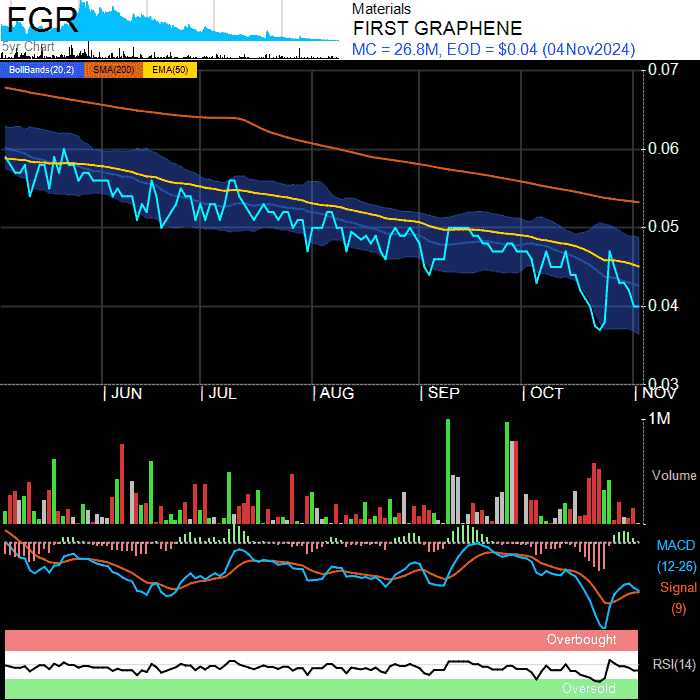 FGR
Materials
FIRST GRAPHENE
5yr Chart
MC = 26.8M, EOD = $0.04 (04Nov2024)
BollBands(20,2) SMA(200) EMA(50)
0.07
0.06
0.05
0.04
0.03
JUN JUL AUG SEP OCT NOV
1M
Volume
MACD
(12-26)
Signal
(9)
Overbought
RSI(14)
Oversold